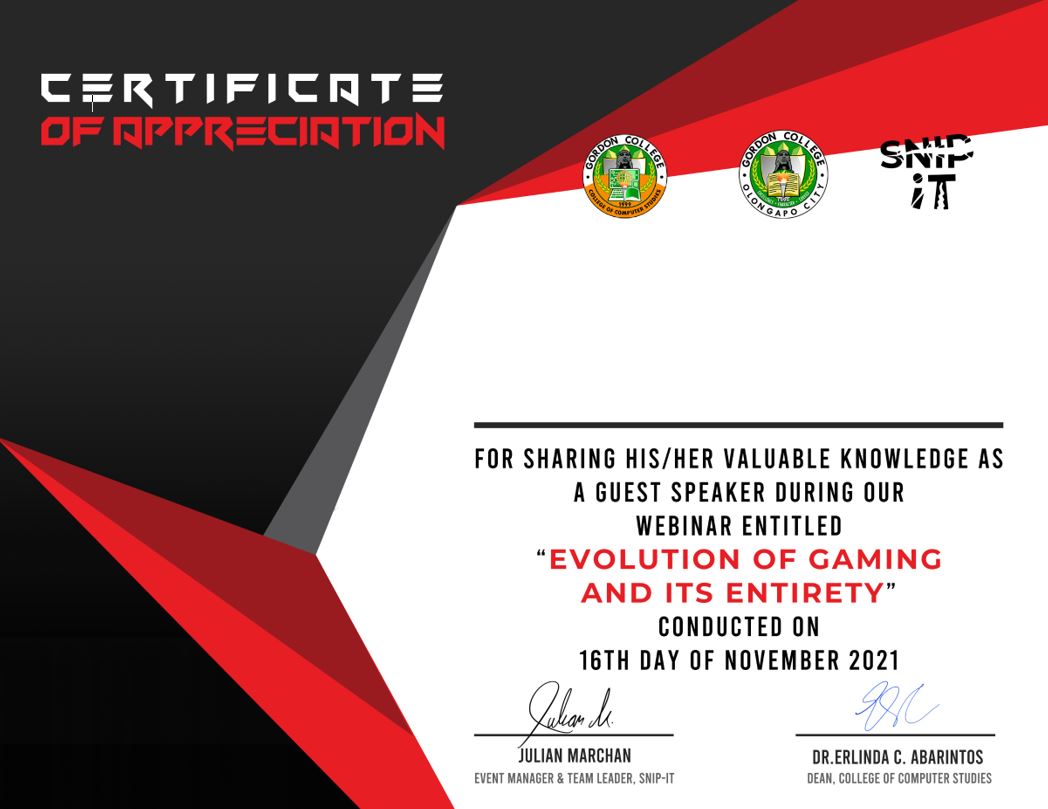 CERTIFICATE
OF APPRECIATION
GORDON COLLEGE
1999
COLLEGE OF COMPUTER STUDIES
GORDON COLLEGE
OLONGAPO CITY
SNIP
iT
FOR SHARING HIS/HER VALUABLE KNOWLEDGE AS
A GUEST SPEAKER DURING OUR
WEBINAR ENTITLED
“EVOLUTION OF GAMING
AND ITS ENTIRETY”
CONDUCTED ON
16TH DAY OF NOVEMBER 2021
Julian M.
JULIAN MARCHAN
EVENT MANAGER & TEAM LEADER, SNIP-IT
DR.ERLINDA C. ABARINTOS
DEAN, COLLEGE OF COMPUTER STUDIES